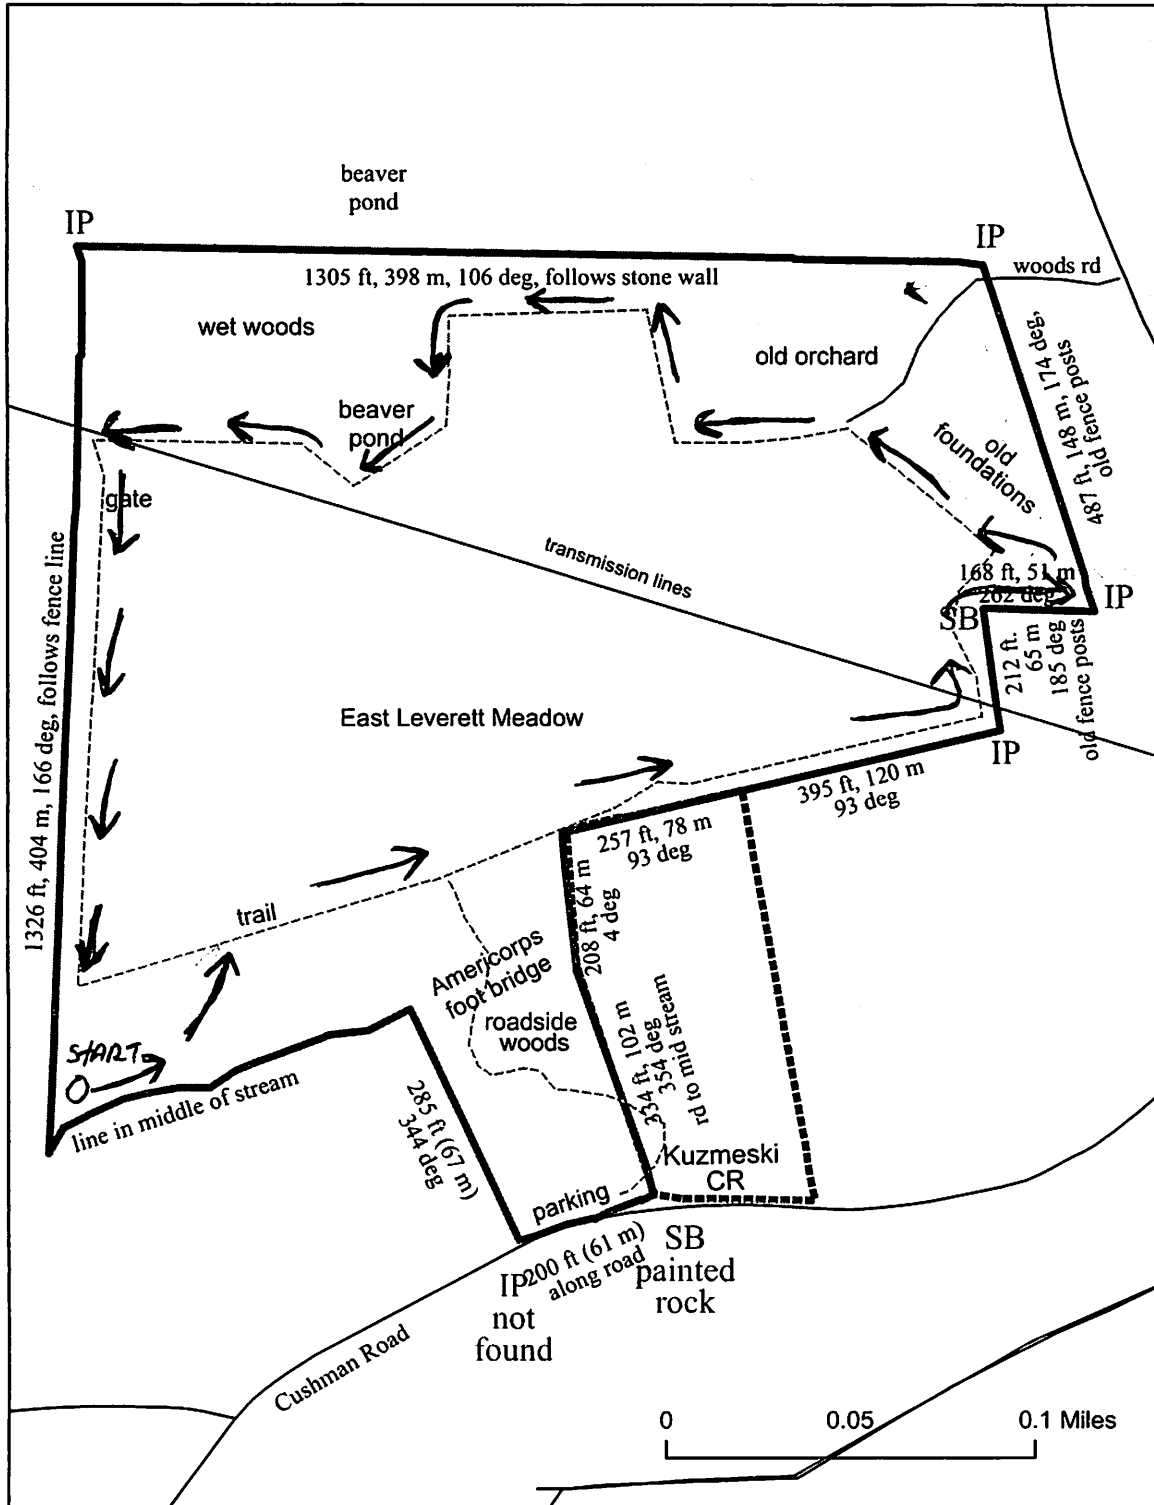 beaver
pond
IP
IP
woods rd
1305 ft, 398 m, 106 deg, follows stone wall
wet woods
old orchard
487 ft, 148 m, 174 deg,
old fence posts
beaver
pond
old
foundations
gate
transmission lines
168 ft, 51 m
262 deg
IP
SB
212 ft.
65 m
185 deg
old fence posts
1326 ft, 404 m, 166 deg, follows fence line
East Leverett Meadow
IP
395 ft, 120 m
93 deg
257 ft, 78 m
93 deg
208 ft, 64 m
4 deg
trail
Americorps
foot bridge
roadside
woods
334 ft, 102 m
354 deg
rd to mid stream
START
line in middle of stream
285 ft (67 m)
344 deg
Kuzmeski
CR
parking
200 ft (61 m)
along road
SB
painted
rock
IP
not
found
Cushman Road
0 0.05 0.1 Miles